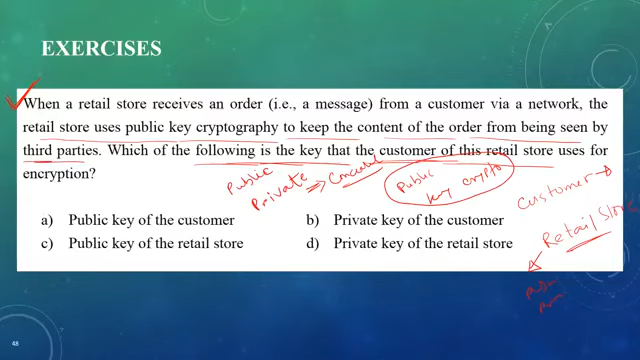 EXERCISES
When a retail store receives an order (i.e., a message) from a customer via a network, the
retail store uses public key cryptography to keep the content of the order from being seen by
third parties. Which of the following is the key that the customer of this retail store uses for
encryption?
Public
Private
Public
key crypto
Customer
a) Public key of the customer b) Private key of the customer
c) Public key of the retail store d) Private key of the retail store
Retail Store
48